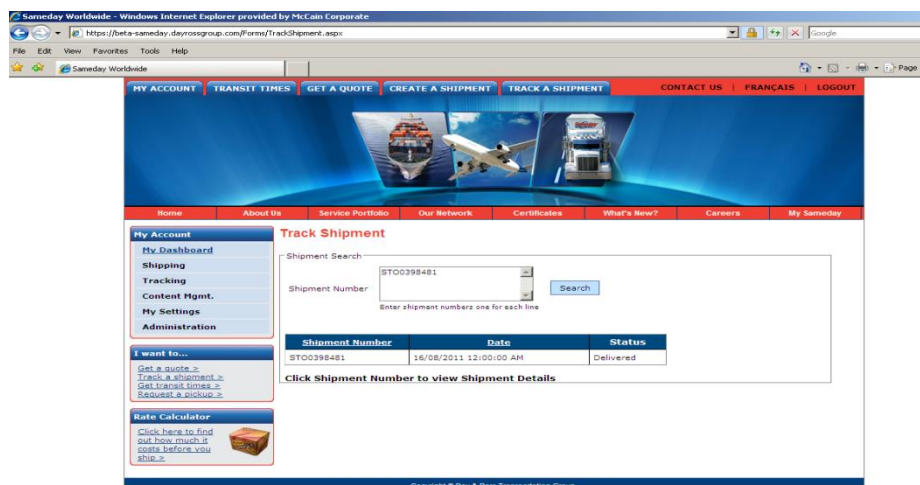 Sameday Worldwide - Windows Internet Explorer provided by McCain Corporate
https://beta-sameday.dayrossgroup.com/Forms/TrackShipment.aspx
Google
File Edit View Favorites Tools Help
Sameday Worldwide
Page
MY ACCOUNT TRANSIT TIMES GET A QUOTE CREATE A SHIPMENT TRACK A SHIPMENT CONTACT US | FRANÇAIS | LOGOUT
Home About Us Service Portfolio Our Network Certificates What's New? Careers My Sameday
My Account
My Dashboard
Shipping
Tracking
Content Mgmt.
My Settings
Administration
I want to...
Get a quote >
Track a shipment >
Get transit times >
Request a pickup >
Rate Calculator
Click here to find
out how much it
costs before you
ship >
Track Shipment
Shipment Search
Shipment Number
STO0398481
Search
Enter shipment numbers one for each line
Shipment Number Date Status
STO0398481 16/08/2011 12:00:00 AM Delivered
Click Shipment Number to view Shipment Details